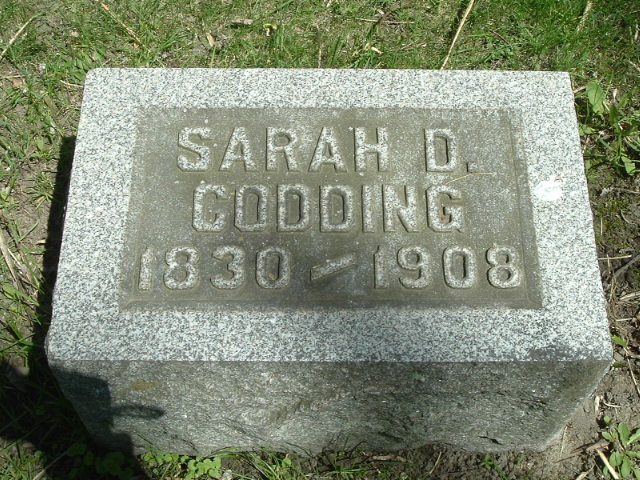 SARAH D.
CODDING
1830 - 1908